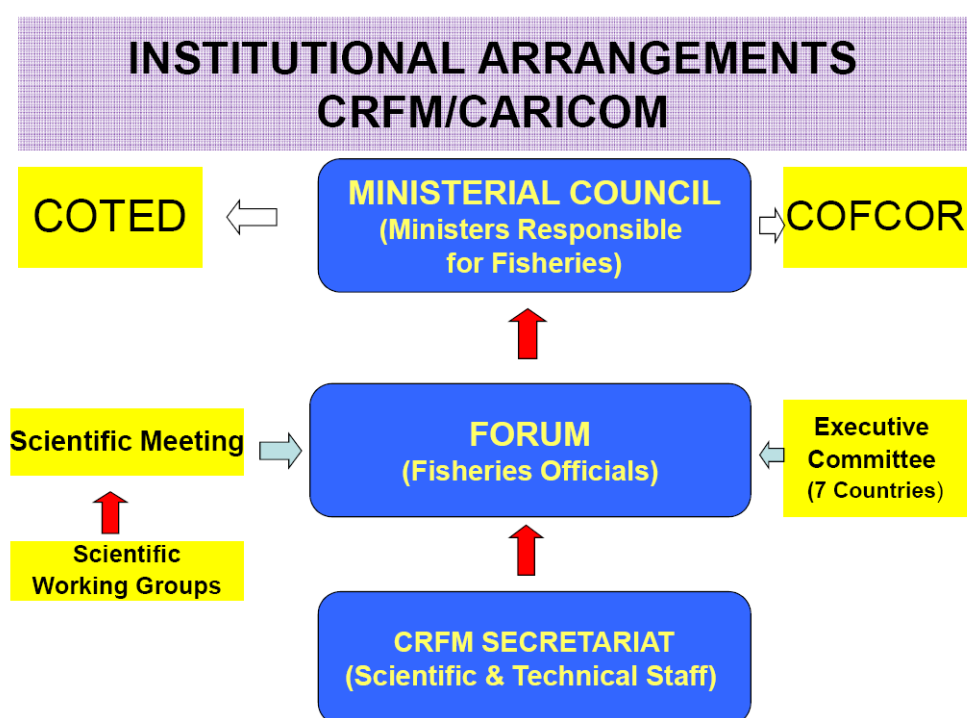 INSTITUTIONAL ARRANGEMENTS
CRFM/CARICOM
COTED
MINISTERIAL COUNCIL
(Ministers Responsible
for Fisheries)
COFCOR
Scientific Meeting
FORUM
(Fisheries Officials)
Executive
Committee
(7 Countries)
Scientific
Working Groups
CRFM SECRETARIAT
(Scientific & Technical Staff)